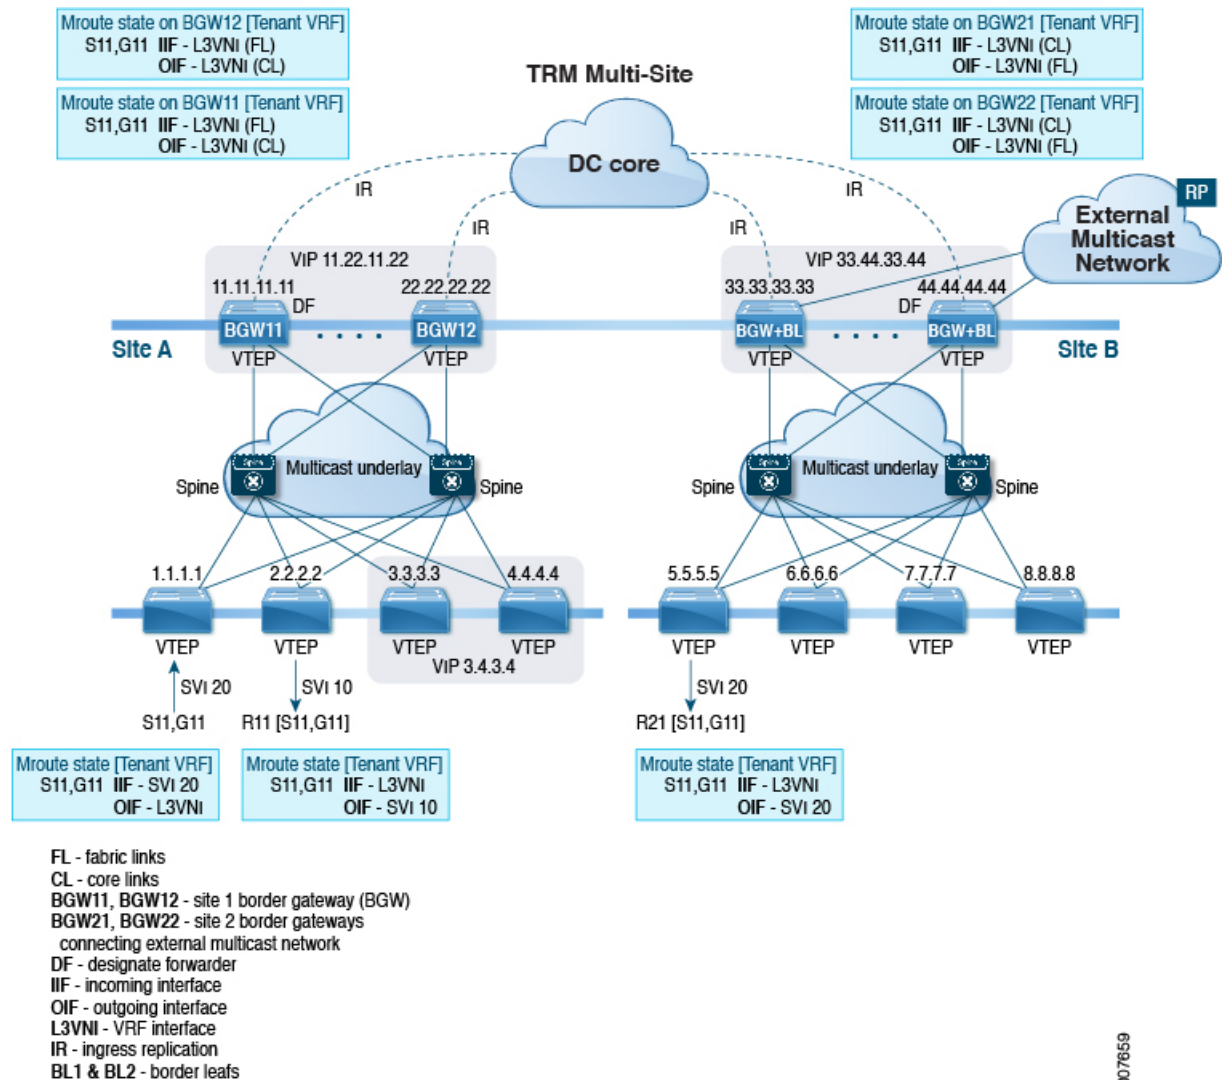 Mroute state on BGW12 [Tenant VRF]
S11,G11 IIF - L3VNI (FL)
OIF - L3VNI (CL)
Mroute state on BGW11 [Tenant VRF]
S11,G11 IIF - L3VNI (FL)
OIF - L3VNI (CL)
Mroute state on BGW21 [Tenant VRF]
S11,G11 IIF - L3VNI (CL)
OIF - L3VNI (FL)
Mroute state on BGW22 [Tenant VRF]
S11,G11 IIF - L3VNI (CL)
OIF - L3VNI (FL)
TRM Multi-Site
DC core
IR
IR
IR
IR
RP
External
Multicast
Network
VIP 11.22.11.22
11.11.11.11
22.22.22.22
DF
BGW11
BGW12
VTEP
VTEP
Site A
VIP 33.44.33.44
33.33.33.33
44.44.44.44
DF
BGW+BL
BGW+BL
VTEP
VTEP
Site B
Spine
Multicast underlay
Spine
Spine
Spine
Spine
Multicast underlay
Spine
Spine
Spine
1.1.1.1
2.2.2.2
3.3.3.3
4.4.4.4
VTEP
VTEP
VTEP
VTEP
VIP 3.4.3.4
5.5.5.5
6.6.6.6
7.7.7.7
8.8.8.8
VTEP
VTEP
VTEP
VTEP
SVI 20
S11,G11
SVI 10
R11 [S11,G11]
SVI 20
R21 [S11,G11]
Mroute state [Tenant VRF]
S11,G11 IIF - SVI 20
OIF - L3VNI
Mroute state [Tenant VRF]
S11,G11 IIF - L3VNI
OIF - SVI 10
Mroute state [Tenant VRF]
S11,G11 IIF - L3VNI
OIF - SVI 20
FL - fabric links
CL - core links
BGW11, BGW12 - site 1 border gateway (BGW)
BGW21, BGW22 - site 2 border gateways
connecting external multicast network
DF - designate forwarder
IIF - incoming interface
OIF - outgoing interface
L3VNI - VRF interface
IR - ingress replication
BL1 & BL2 - border leafs
07659